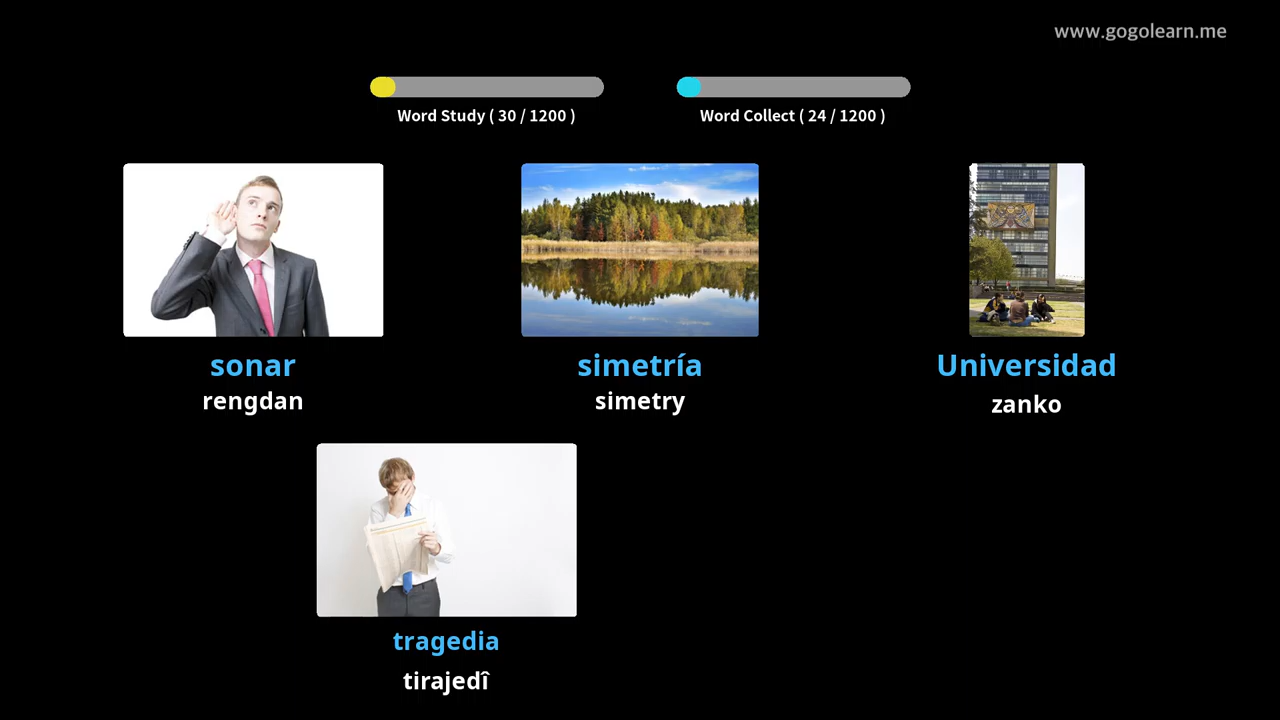 www.gogolearn.me
Word Study ( 30 / 1200 )
Word Collect ( 24 / 1200 )
sonar
rengdan
simetría
simetry
Universidad
zanko
tragedia
tirajedî